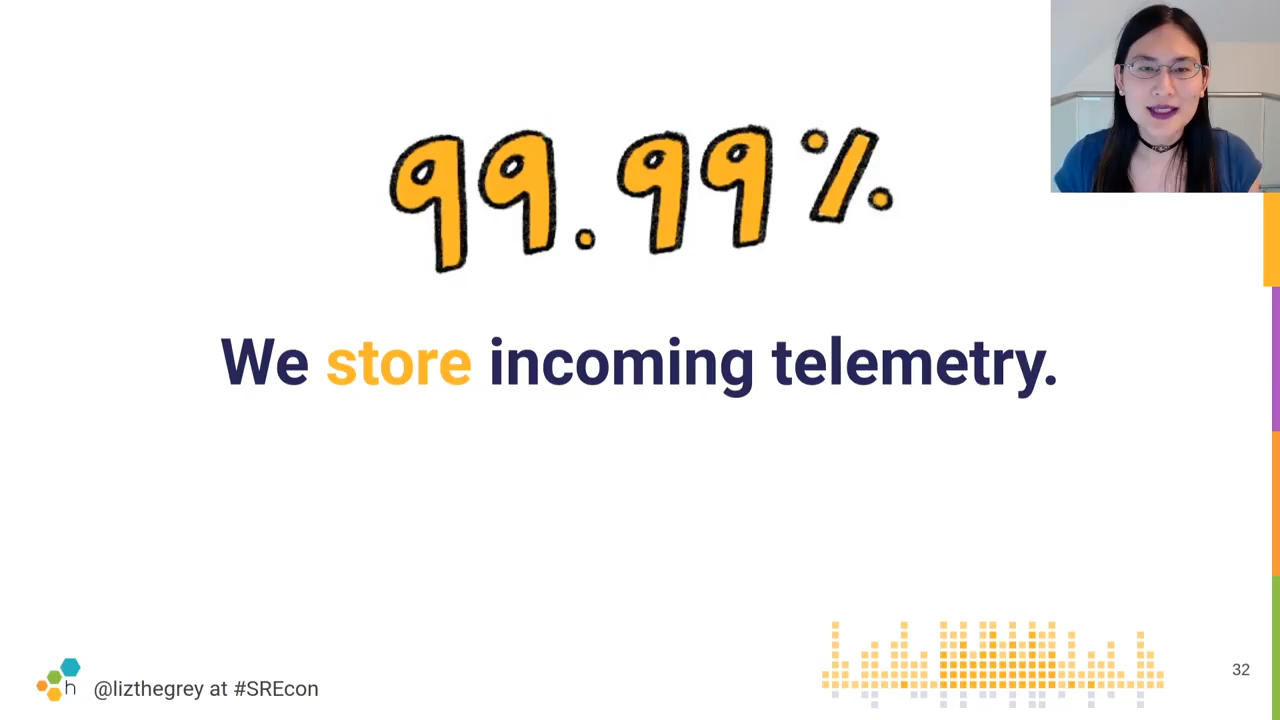 99.99%
We store incoming telemetry.
h
@lizthegrey at #SREcon
32